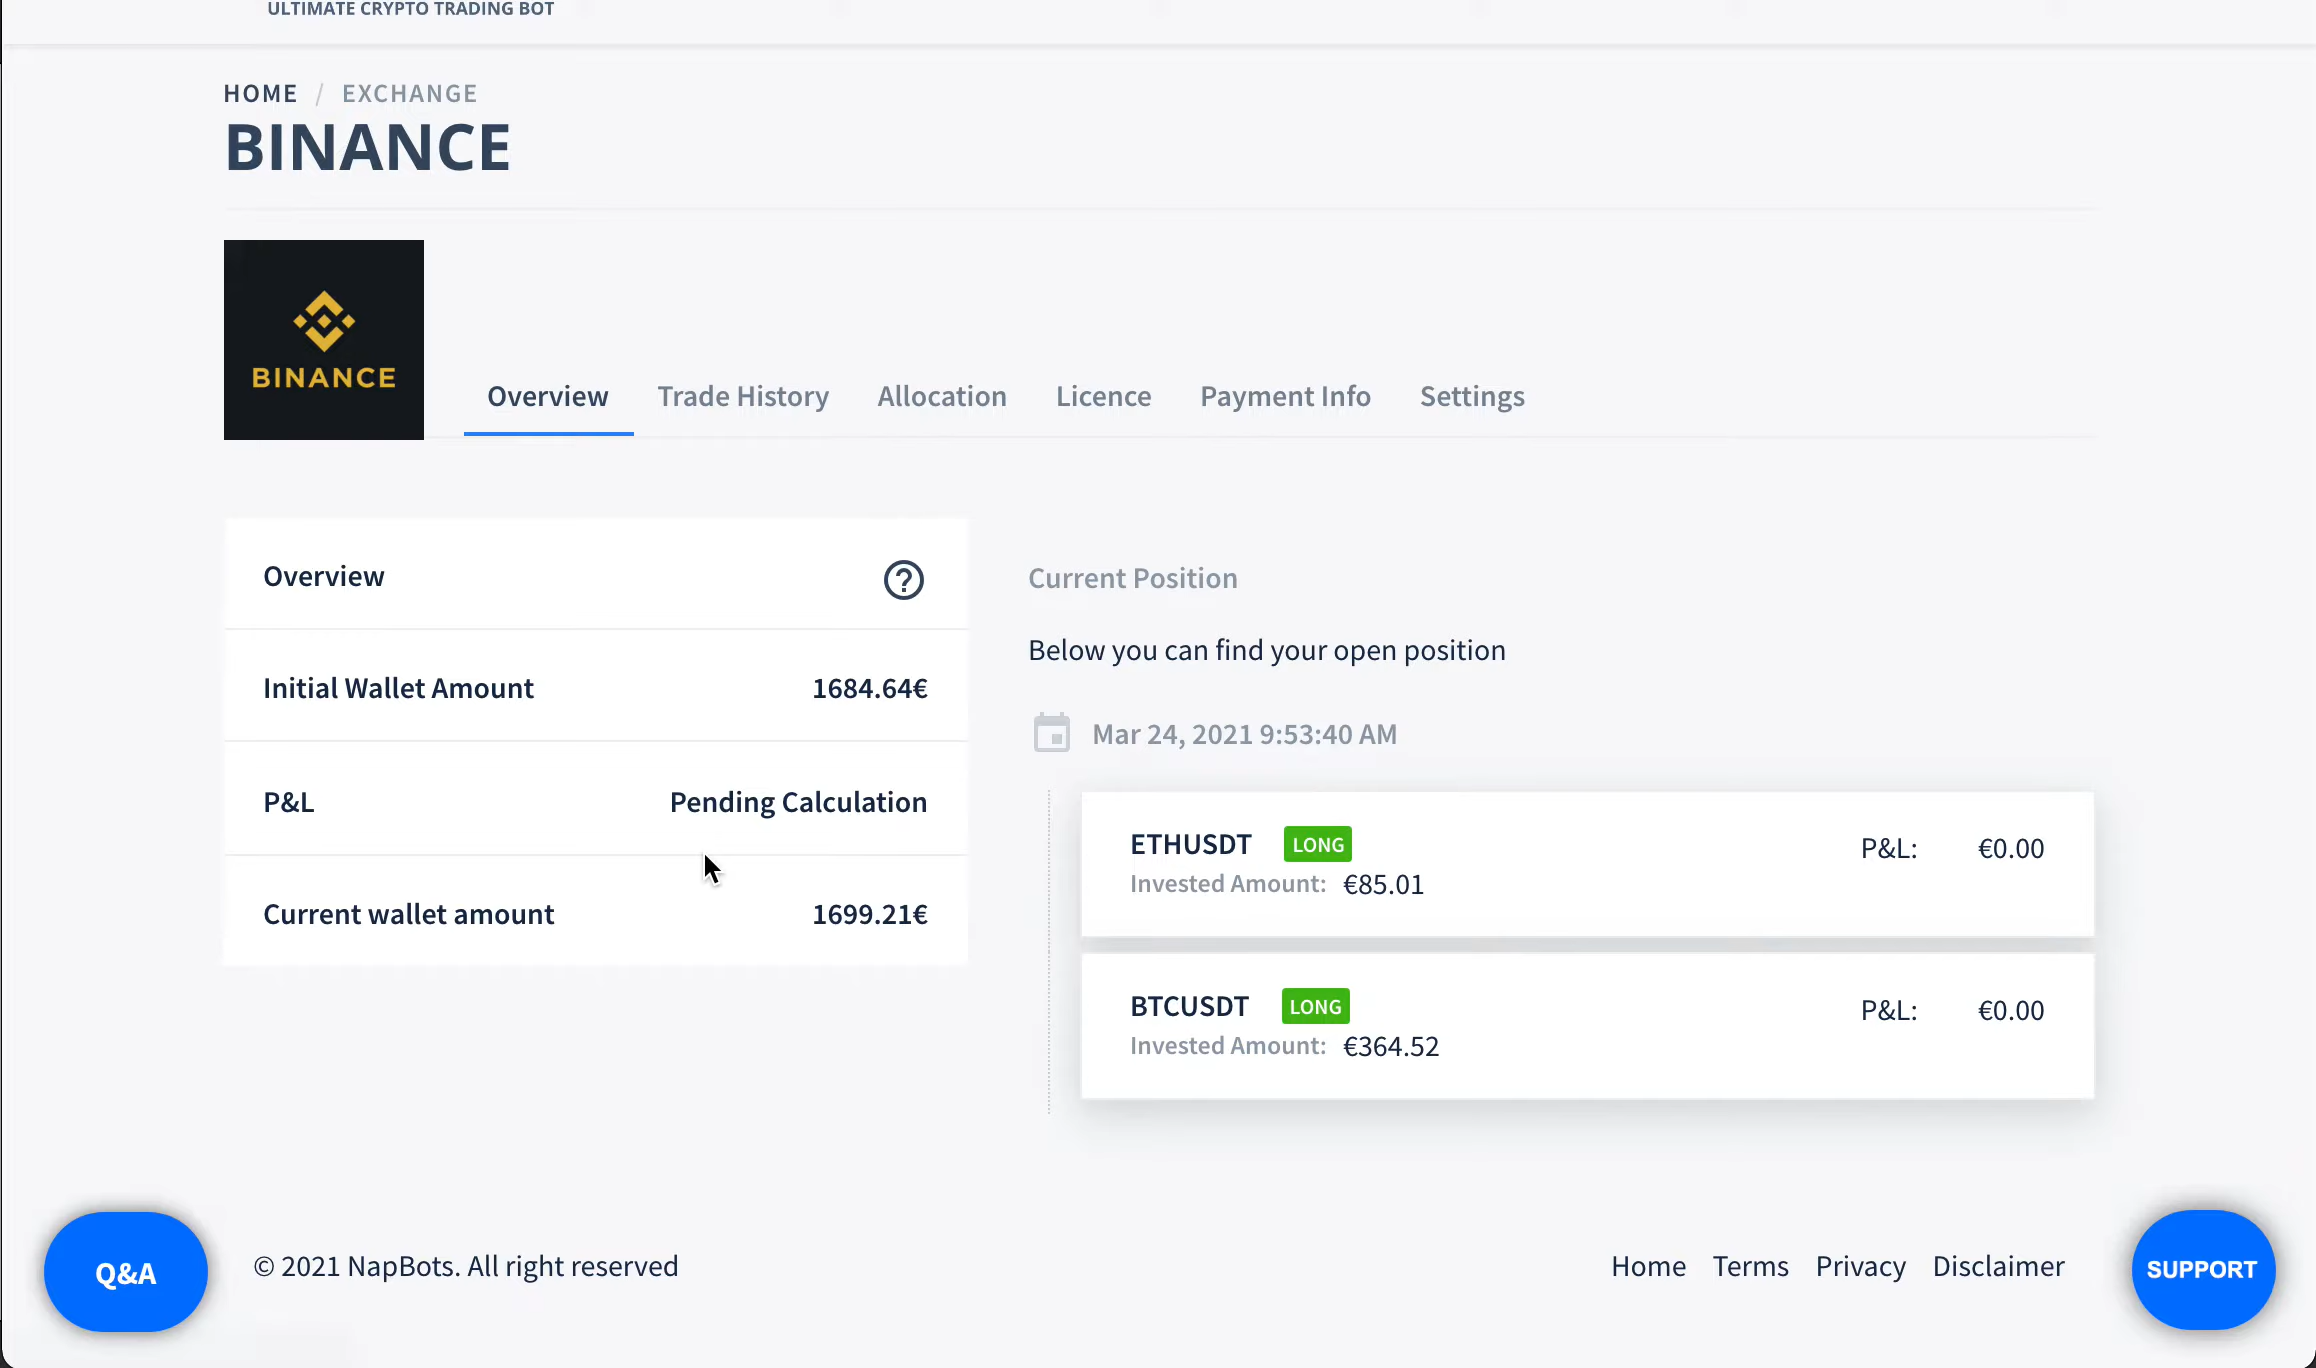 ULTIMATE CRYPTO TRADING BOT
HOME / EXCHANGE
BINANCE
BINANCE
Overview Trade History Allocation Licence Payment Info Settings
Overview
Initial Wallet Amount 1684.64€
P&L Pending Calculation
Current wallet amount 1699.21€
Current Position
Below you can find your open position
Mar 24, 2021 9:53:40 AM
ETHUSDT LONG P&L: €0.00
Invested Amount: €85.01
BTCUSDT LONG P&L: €0.00
Invested Amount: €364.52
Q&A
© 2021 NapBots. All right reserved
Home Terms Privacy Disclaimer
SUPPORT